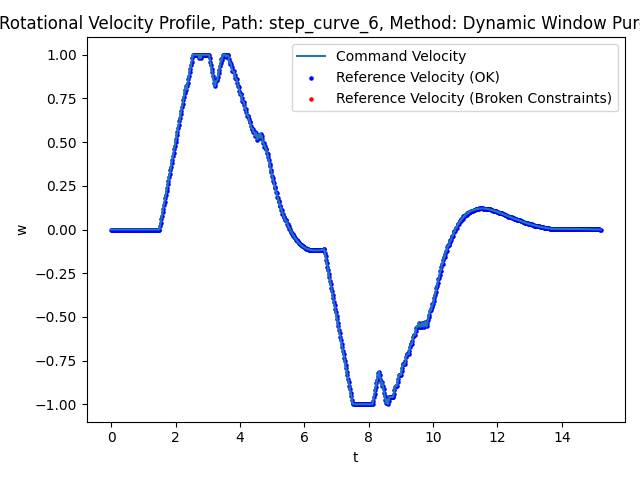 Rotational Velocity Profile, Path: step_curve_6, Method: Dynamic Window Pur
Command Velocity
Reference Velocity (OK)
Reference Velocity (Broken Constraints)
1.00
0.75
0.50
0.25
0.00
−0.25
−0.50
−0.75
−1.00
w
0 2 4 6 8 10 12 14
t